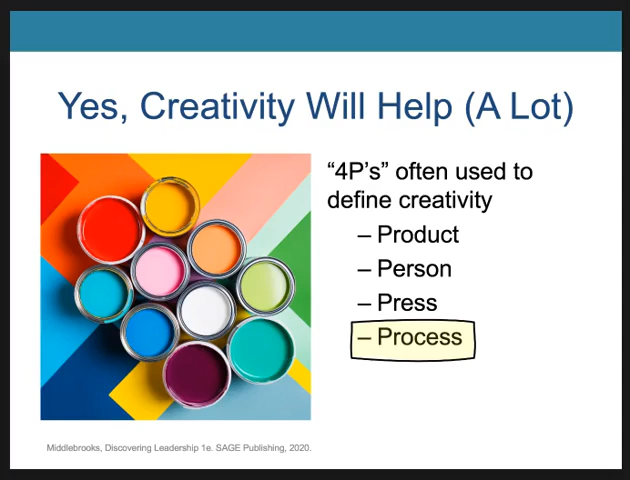 Yes, Creativity Will Help (A Lot)
“4P’s” often used to
define creativity
– Product
– Person
– Press
– Process
Middlebrooks, Discovering Leadership 1e. SAGE Publishing, 2020.